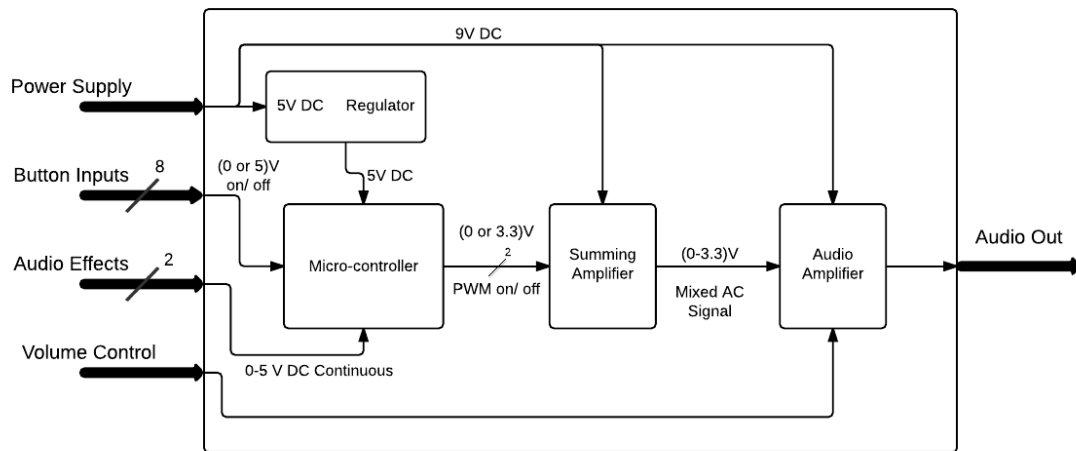 9V DC
Power Supply
5V DC Regulator
Button Inputs
8
(0 or 5)V
on/ off
5V DC
Audio Effects
2
Micro-controller
(0 or 3.3)V
2
PWM on/ off
Summing
Amplifier
(0-3.3)V
Mixed AC
Signal
Audio
Amplifier
Audio Out
Volume Control
0-5 V DC Continuous